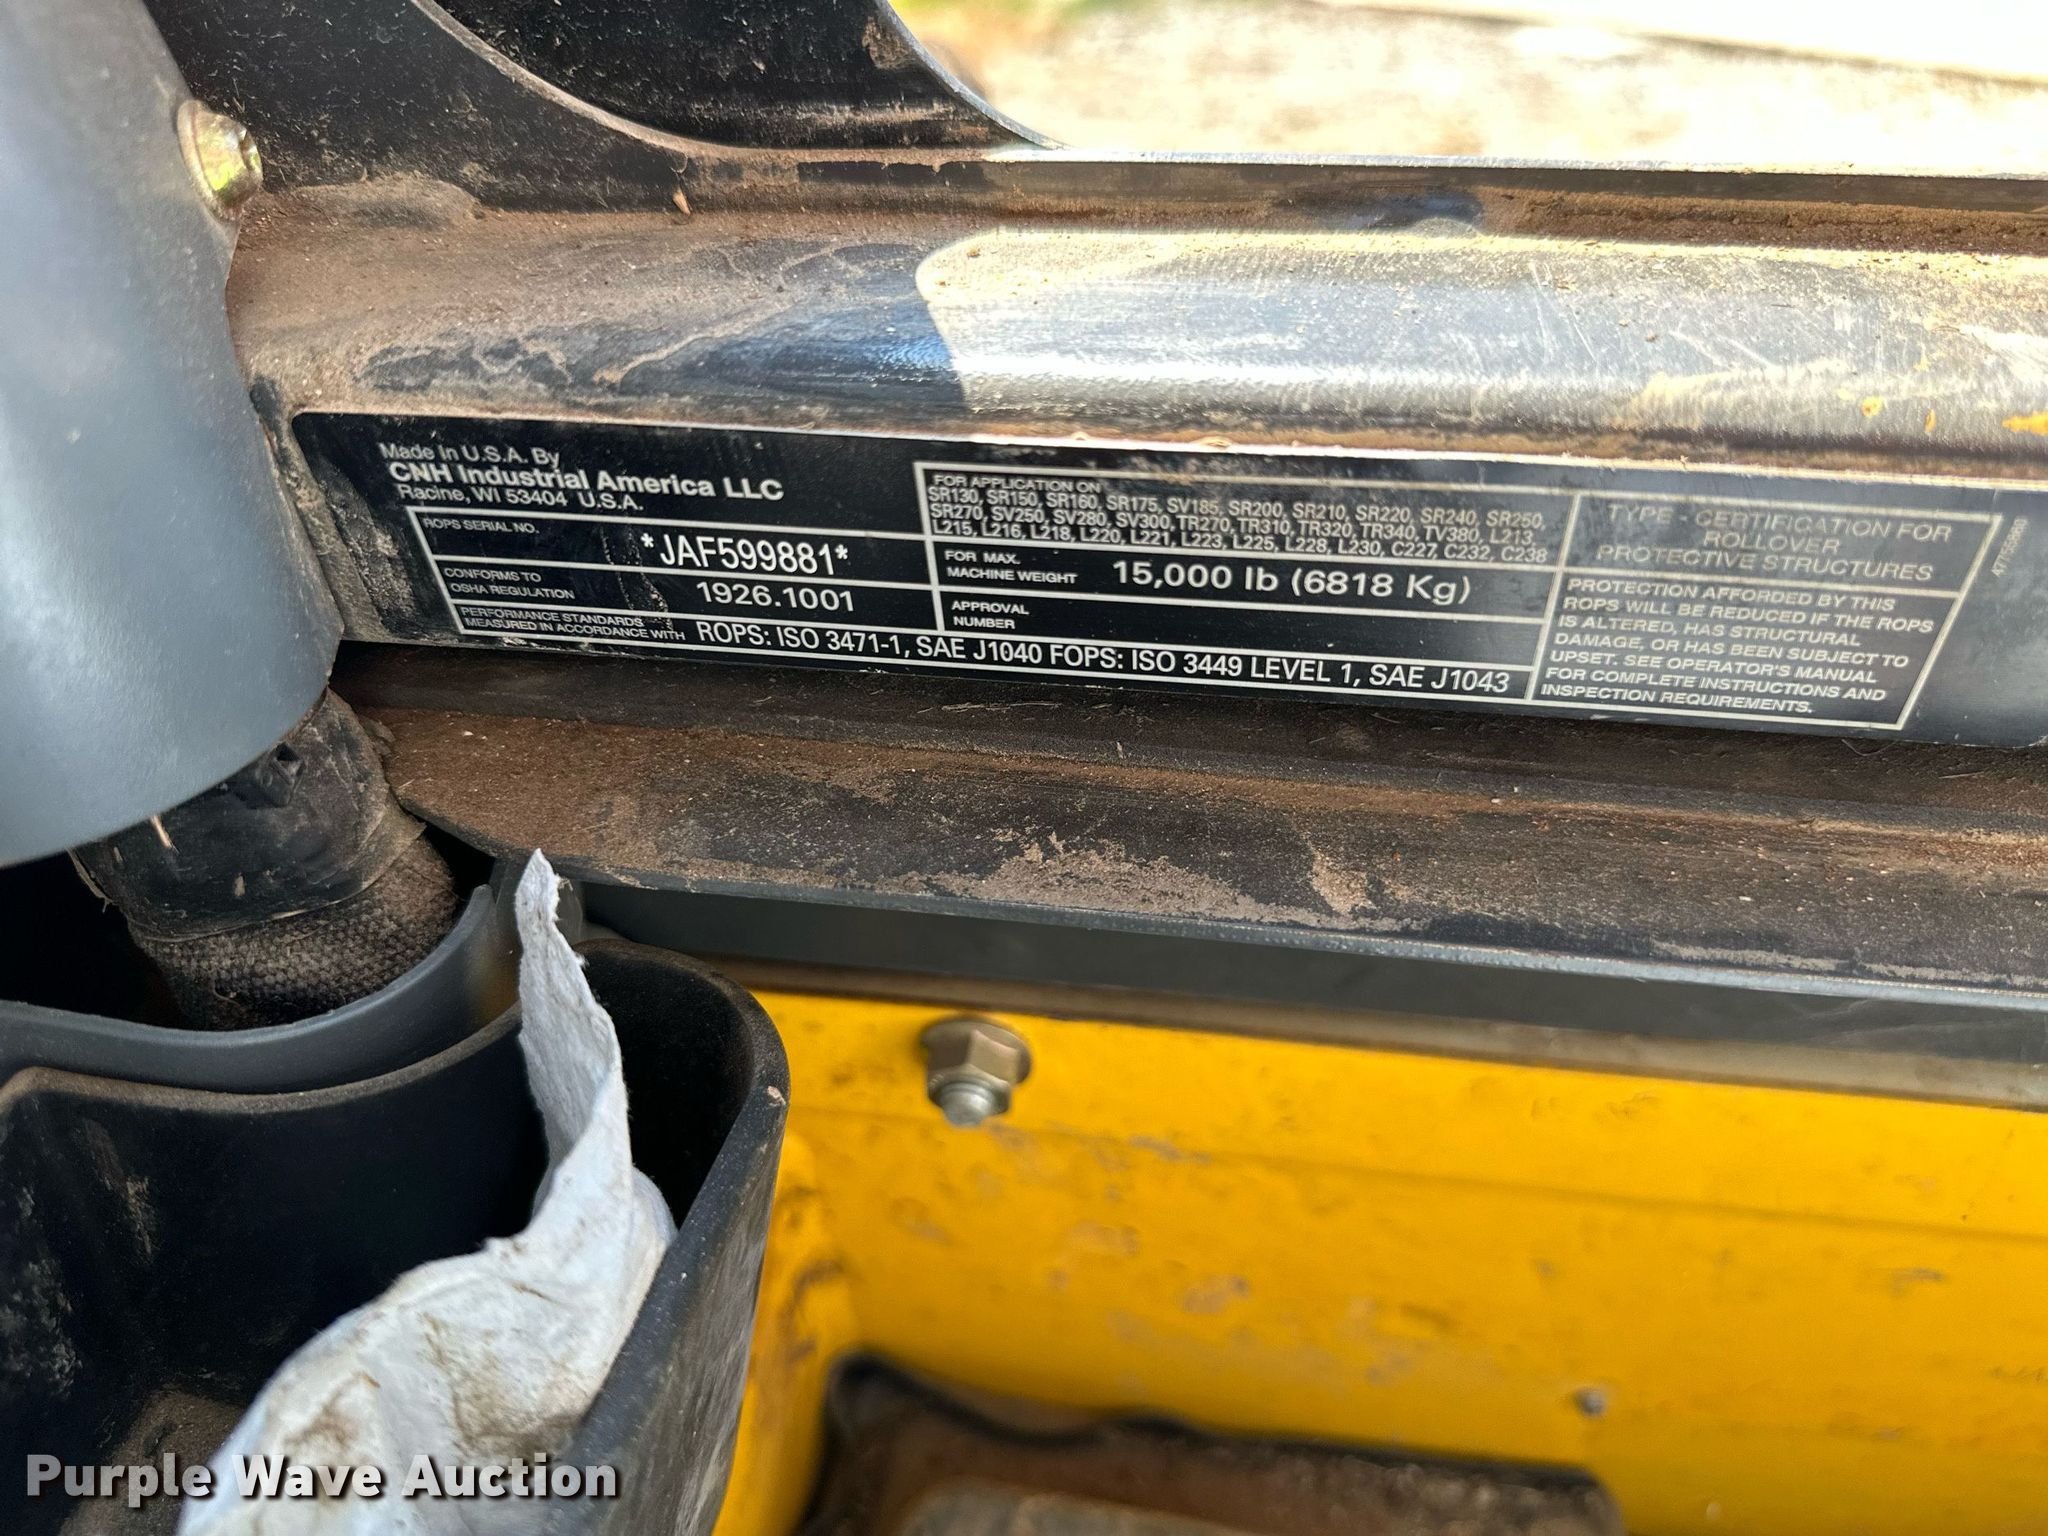 Made In U.S.A. By
CNH Industrial America LLC
Racine, WI 53404 U.S.A.
ROPS SERIAL NO.
*JAF599881*
CONFORMS TO
OSHA REGULATION
1926.1001
PERFORMANCE STANDARDS
MEASURED IN ACCORDANCE WITH
ROPS: ISO 3471-1, SAE J1040 FOPS: ISO 3449 LEVEL 1, SAE J1043
FOR APPLICATION ON
SR130, SR150, SR160, SR175, SV185, SR200, SR210, SR220, SR240, SR250,
SR270, SV250, SV280, SV300, TR270, TR310, TR320, TR340, TV380, L213,
L215, L216, L218, L220, L221, L223, L225, L228, L230, C227, C232, C238
FOR MAX.
MACHINE WEIGHT
15,000 lb (6818 Kg)
APPROVAL
NUMBER
TYPE - CERTIFICATION FOR
ROLLOVER
PROTECTIVE STRUCTURES
PROTECTION AFFORDED BY THIS
ROPS WILL BE REDUCED IF THE ROPS
IS ALTERED, HAS STRUCTURAL
DAMAGE, OR HAS BEEN SUBJECT TO
UPSET. SEE OPERATOR'S MANUAL
FOR COMPLETE INSTRUCTIONS AND
INSPECTION REQUIREMENTS.
Purple Wave Auction